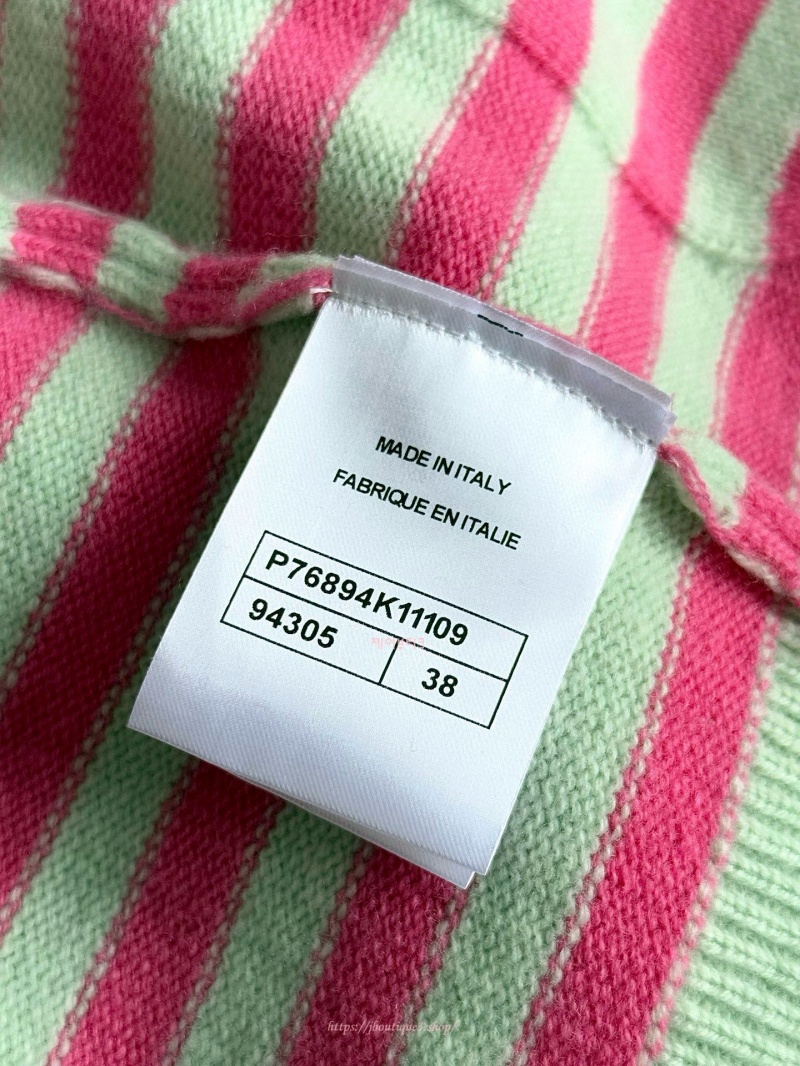 MADE IN ITALY
FABRIQUE EN ITALIE
P76894K11109
94305
38